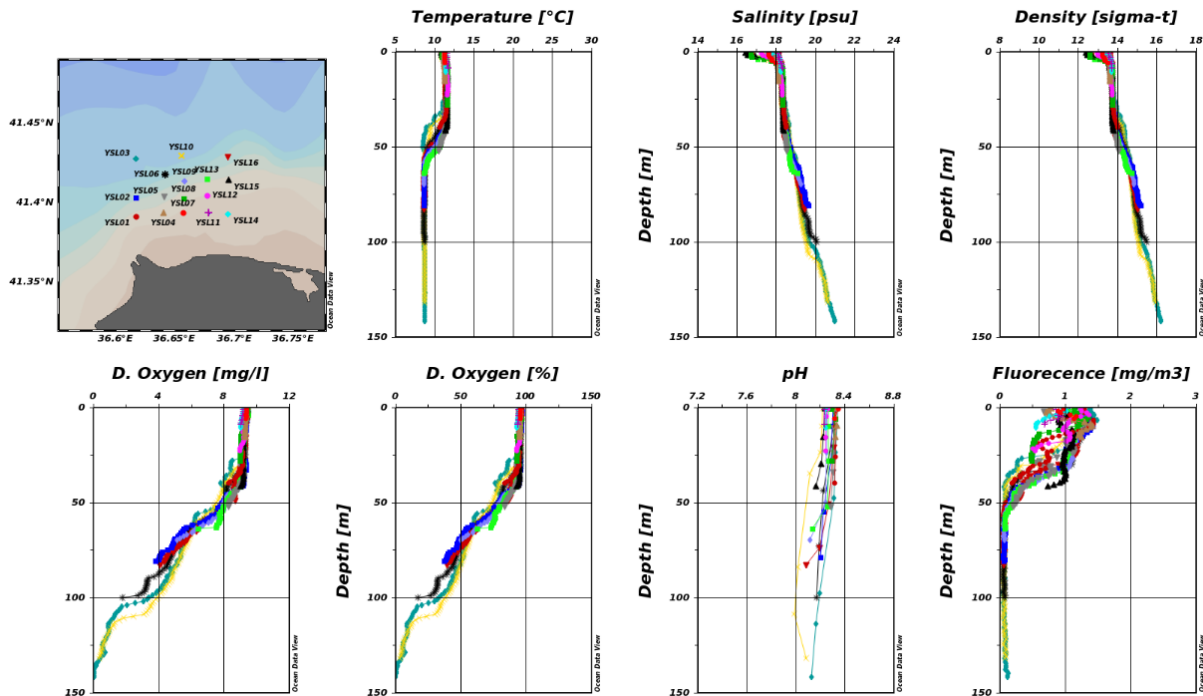 Temperature [°C]
5 10 15 20 25 30
0
50
100
150
Depth [m]
Ocean Data View
Salinity [psu]
14 16 18 20 22 24
0
50
100
150
Depth [m]
Ocean Data View
Density [sigma-t]
8 10 12 14 16 18
0
50
100
150
Depth [m]
Ocean Data View
41.45°N
41.4°N
41.35°N
36.6°E 36.65°E 36.7°E 36.75°E
YSL03
YSL10
YSL16
YSL06
YSL09
YSL13
YSL15
YSL02
YSL05
YSL08
YSL12
YSL01
YSL04
YSL07
YSL11
YSL14
Ocean Data View
D. Oxygen [mg/l]
0 4 8 12
0
50
100
150
Ocean Data View
D. Oxygen [%]
0 50 100 150
0
50
100
150
Depth [m]
Ocean Data View
pH
7.2 7.6 8 8.4 8.8
0
50
100
150
Depth [m]
Ocean Data View
Fluorecence [mg/m3]
0 1 2 3
0
50
100
150
Depth [m]
Ocean Data View